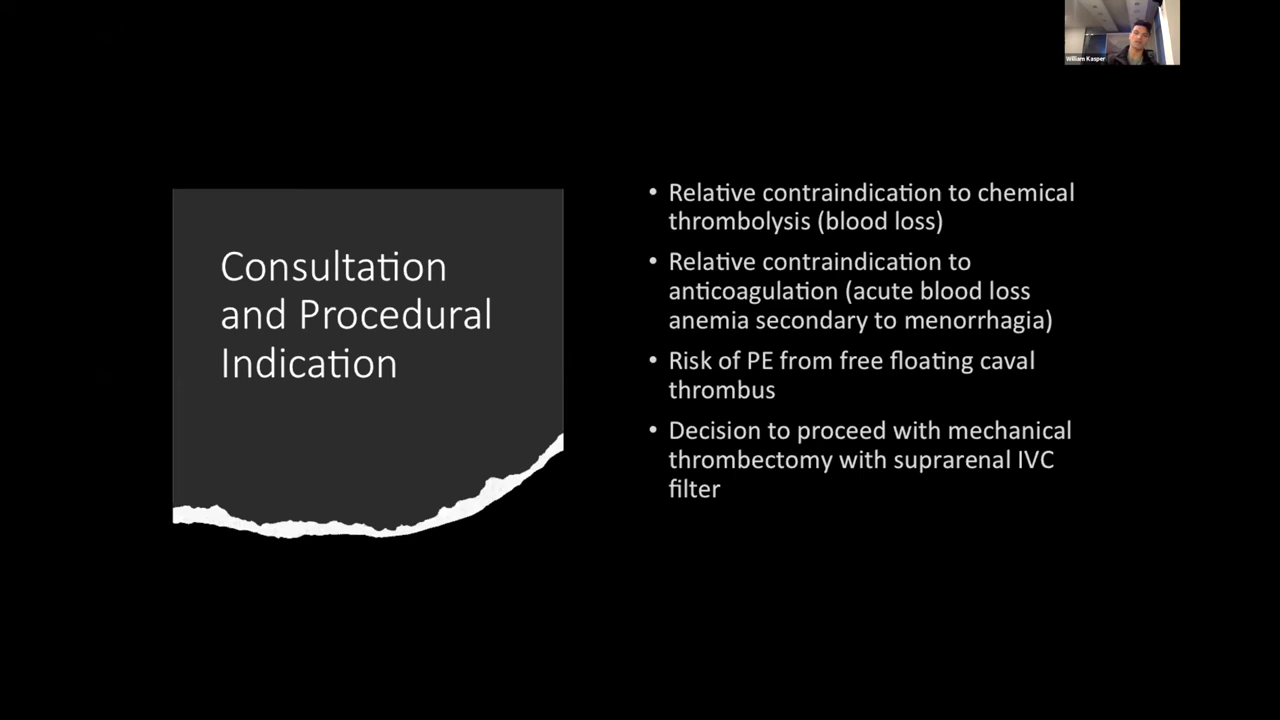 William Kasper
Consultation
and Procedural
Indication
• Relative contraindication to chemical
thrombolysis (blood loss)
• Relative contraindication to
anticoagulation (acute blood loss
anemia secondary to menorrhagia)
• Risk of PE from free floating caval
thrombus
• Decision to proceed with mechanical
thrombectomy with suprarenal IVC
filter